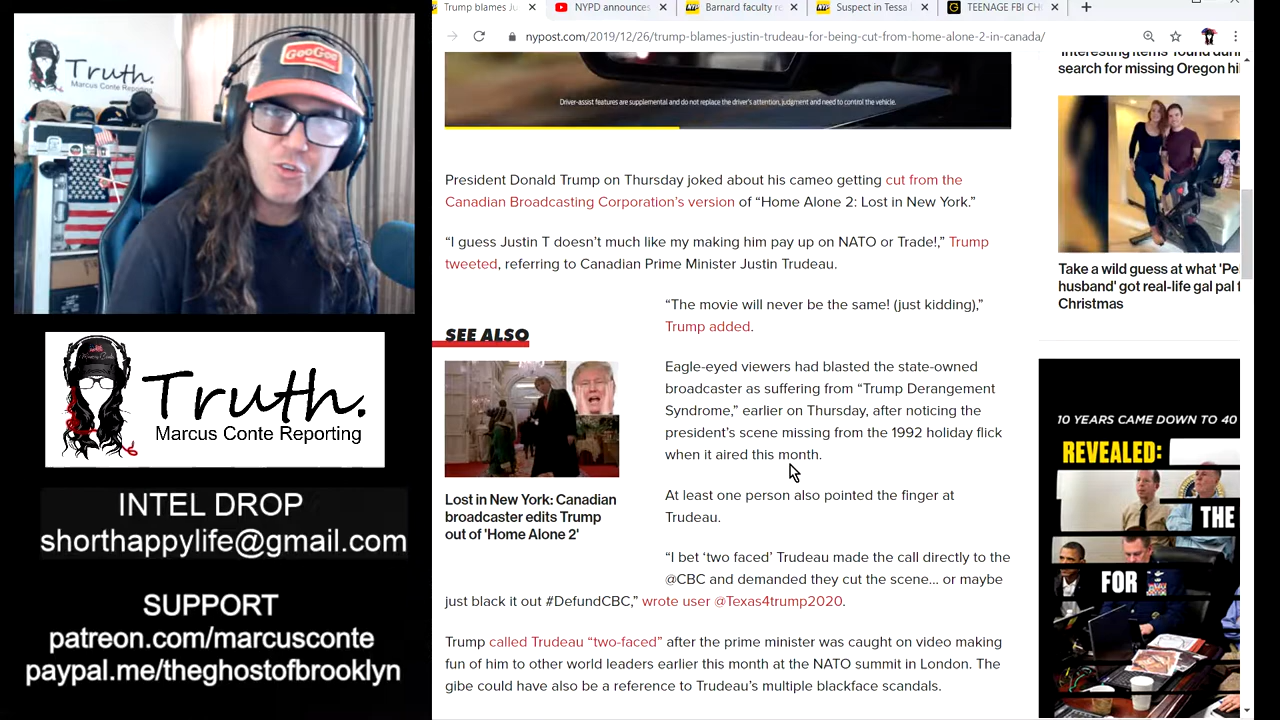 Trump blames Ju
NYPD announces
Barnard faculty re
Suspect in Tessa
TEENAGE FBI CH
nypost.com/2019/12/26/trump-blames-justin-trudeau-for-being-cut-from-home-alone-2-in-canada/
GOOGOO
Truth.
Marcus Conte Reporting
Driver-assist features are supplemental and do not replace the driver's attention, judgment and need to control the vehicle.
President Donald Trump on Thursday joked about his cameo getting cut from the
Canadian Broadcasting Corporation's version of “Home Alone 2: Lost in New York.”
“I guess Justin T doesn't much like my making him pay up on NATO or Trade!,” Trump
tweeted, referring to Canadian Prime Minister Justin Trudeau.
“The movie will never be the same! (just kidding),”
Trump added.
Eagle-eyed viewers had blasted the state-owned
broadcaster as suffering from “Trump Derangement
Syndrome,” earlier on Thursday, after noticing the
president's scene missing from the 1992 holiday flick
when it aired this month.
At least one person also pointed the finger at
Trudeau.
“I bet ‘two faced’ Trudeau made the call directly to the
@CBC and demanded they cut the scene… or maybe
just black it out #DefundCBC,” wrote user @Texas4trump2020.
Trump called Trudeau “two-faced” after the prime minister was caught on video making
fun of him to other world leaders earlier this month at the NATO summit in London. The
gibe could have also be a reference to Trudeau's multiple blackface scandals.
SEE ALSO
Lost in New York: Canadian
broadcaster edits Trump
out of 'Home Alone 2'
search for missing Oregon hi
Take a wild guess at what 'Pe
husband' got real-life gal pal f
Christmas
10 YEARS CAME DOWN TO 40
REVEALED:
THE
FOR
Truth.
Marcus Conte Reporting
INTEL DROP
shorthappylife@gmail.com
SUPPORT
patreon.com/marcusconte
paypal.me/theghostofbrooklyn